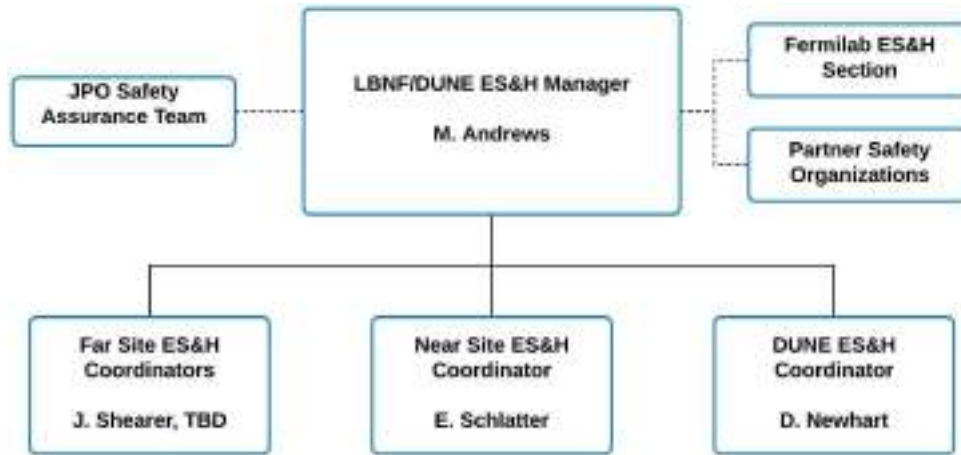 Fermilab ES&H
Section
JPO Safety
Assurance Team
LBNF/DUNE ES&H Manager
M. Andrews
Partner Safety
Organizations
Far Site ES&H
Coordinators
J. Shearer, TBD
Near Site ES&H
Coordinator
E. Schlatter
DUNE ES&H
Coordinator
D. Newhart